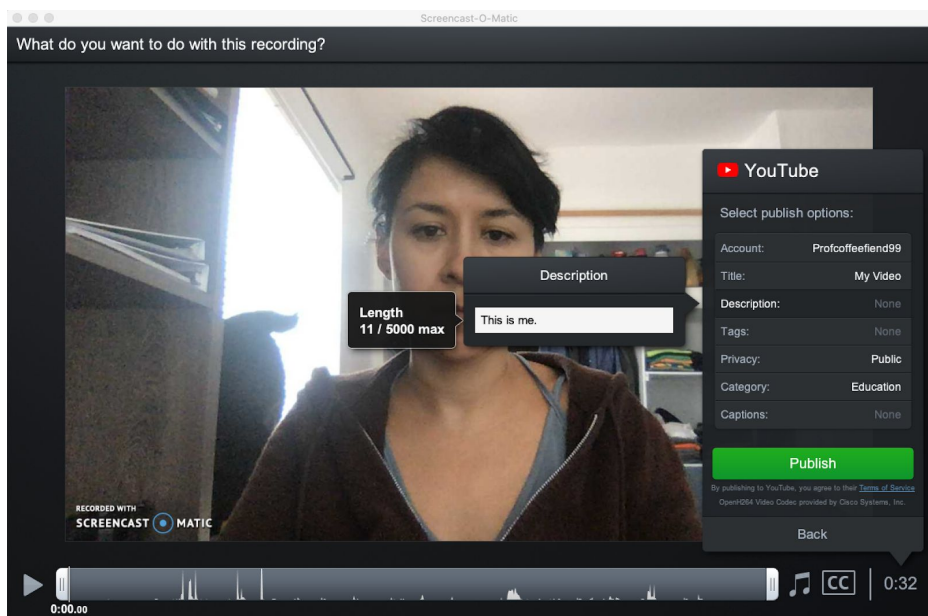 Screencast-O-Matic
What do you want to do with this recording?
YouTube
Select publish options:
Account: Profcoffeefiend99
Title: My Video
Description: None
Tags: None
Privacy: Public
Category: Education
Captions: None
Publish
By publishing to YouTube, you agree to their Terms of Service
OpenH264 Video Codec provided by Cisco Systems, Inc.
Back
Description
This is me.
Length
11 / 5000 max
RECORDED WITH
SCREENCAST MATIC
CC
0:32
0:00.00